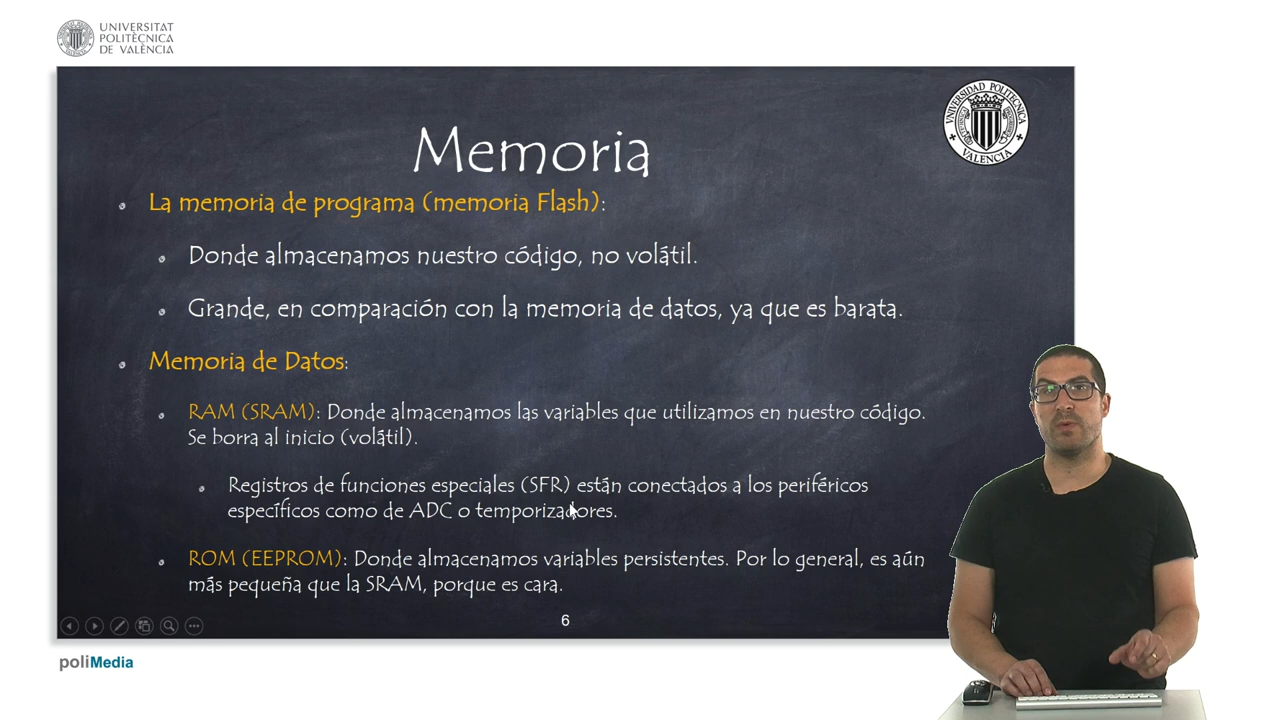 UNIVERSITAT
POLITÈCNICA
DE VALÈNCIA
UNIVERSIDAD POLITECNICA
VALENCIA
Memoria
La memoria de programa (memoria Flash):
Donde almacenamos nuestro código, no volátil.
Grande, en comparación con la memoria de datos, ya que es barata.
Memoria de Datos:
RAM (SRAM): Donde almacenamos las variables que utilizamos en nuestro código.
Se borra al inicio (volátil).
Registros de funciones especiales (SFR) están conectados a los periféricos
específicos como de ADC o temporizadores.
ROM (EEPROM): Donde almacenamos variables persistentes. Por lo general, es aún
más pequeña que la SRAM, porque es cara.
6
poliMedia